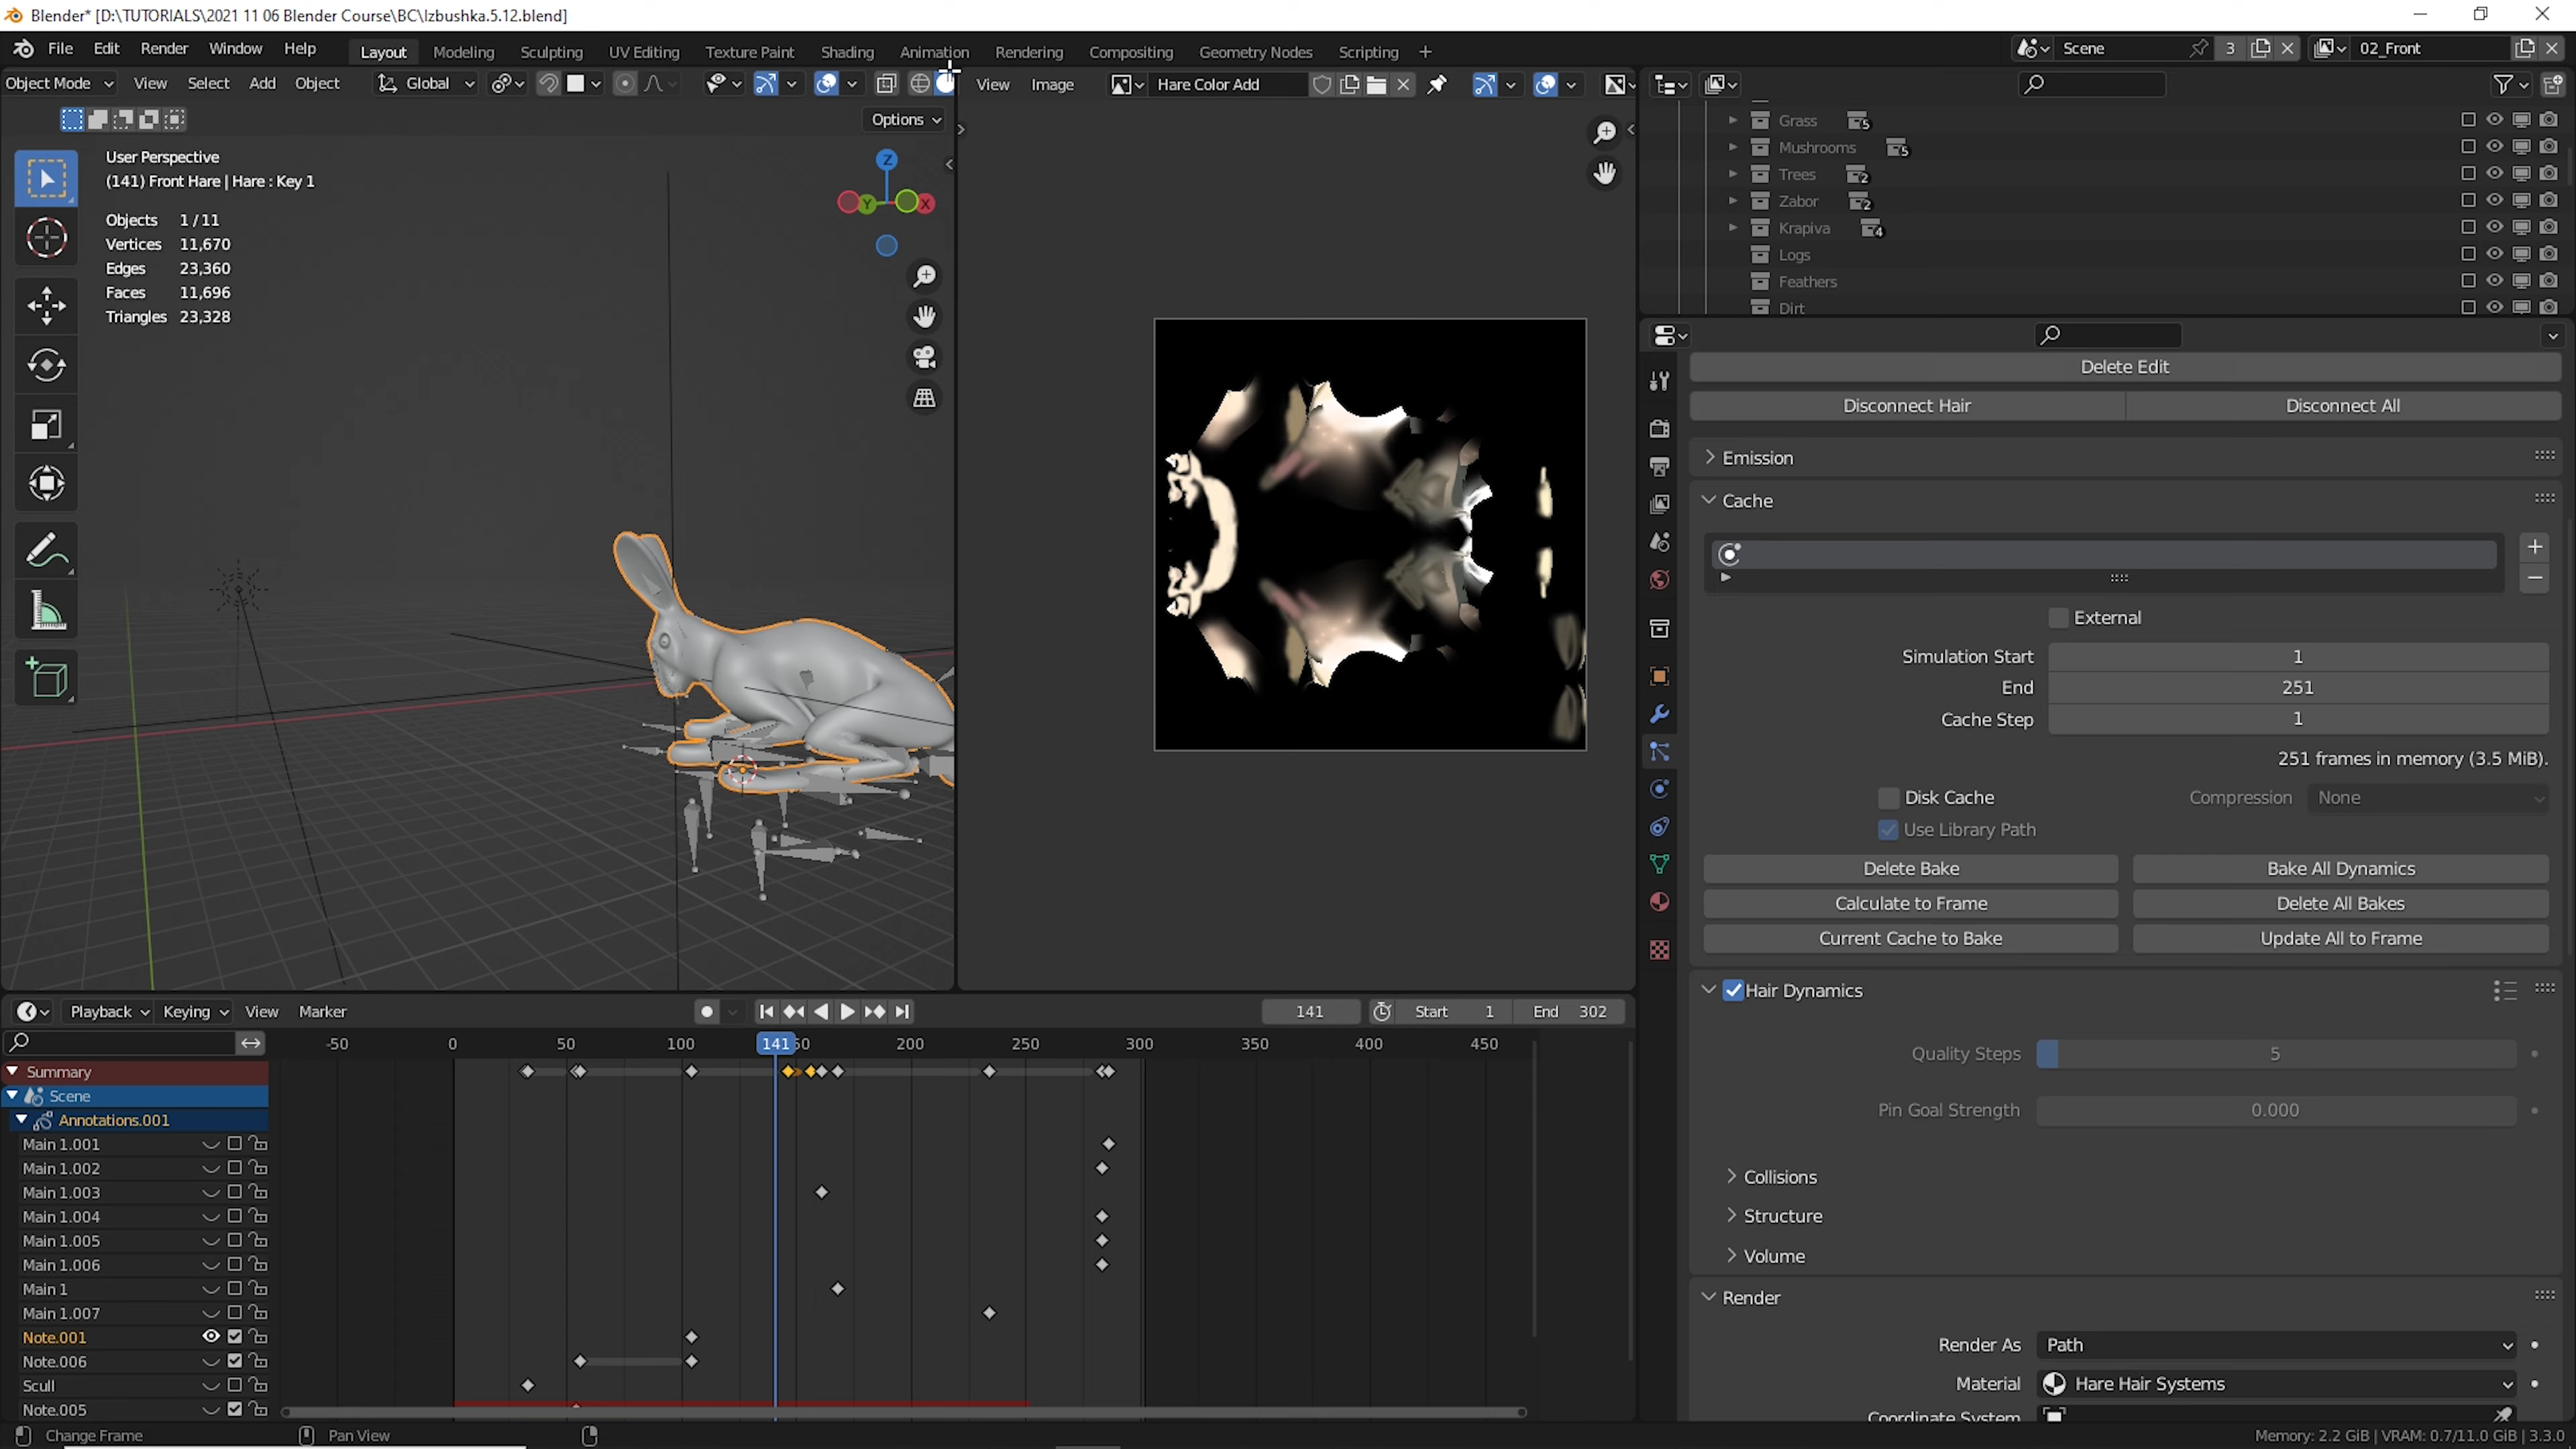 Blender* [D:\TUTORIALS\2021 11 06 Blender Course\BC\Izbushka.5.12.blend]
File Edit Render Window Help Layout Modeling Sculpting UV Editing Texture Paint Shading Animation Rendering Compositing Geometry Nodes Scripting + Scene 3 02_Front
Object Mode View Select Add Object Global View Image Hare Color Add
Options
User Perspective
(141) Front Hare | Hare : Key 1
Objects 1/11
Vertices 11,670
Edges 23,360
Faces 11,696
Triangles 23,328
Z
Y X
Grass 5
Mushrooms 5
Trees 2
Zabor 2
Krapiva 4
Logs
Feathers
Dirt
Delete Edit
Disconnect Hair Disconnect All
Emission
Cache
External
Simulation Start 1
End 251
Cache Step 1
251 frames in memory (3.5 MiB).
Disk Cache Compression None
Use Library Path
Delete Bake Bake All Dynamics
Calculate to Frame Delete All Bakes
Current Cache to Bake Update All to Frame
Hair Dynamics
Quality Steps 5
Pin Goal Strength 0.000
Collisions
Structure
Volume
Render
Render As Path
Material Hare Hair Systems
Coordinate System
Playback Keying View Marker 141 Start 1 End 302
-50 0 50 100 141 200 250 300 350 400 450
Summary
Scene
Annotations.001
Main 1.001
Main 1.002
Main 1.003
Main 1.004
Main 1.005
Main 1.006
Main 1
Main 1.007
Note.001
Note.006
Scull
Note.005
Change Frame Pan View Memory: 2.2 GiB | VRAM: 0.7/11.0 GiB | 3.3.0